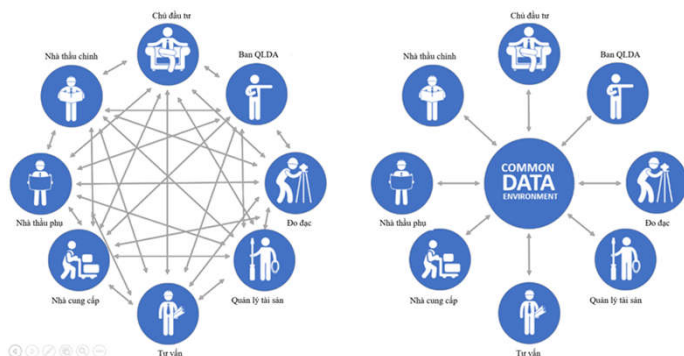 Chủ đầu tư
Nhà thầu chính
Ban QLDA
Nhà thầu phụ
Đo đạc
Nhà cung cấp
Quản lý tài sản
Tư vấn
Chủ đầu tư
Nhà thầu chính
Ban QLDA
COMMON
DATA
ENVIRONMENT
Nhà thầu phụ
Đo đạc
Nhà cung cấp
Quản lý tài sản
Tư vấn